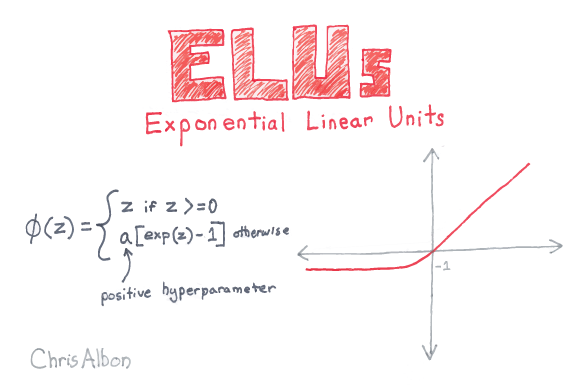 ELUs
Exponential Linear Units
ϕ(z) = { z if z >= 0
a[exp(z)-1] otherwise
positive hyperparameter
-1
Chris Albon